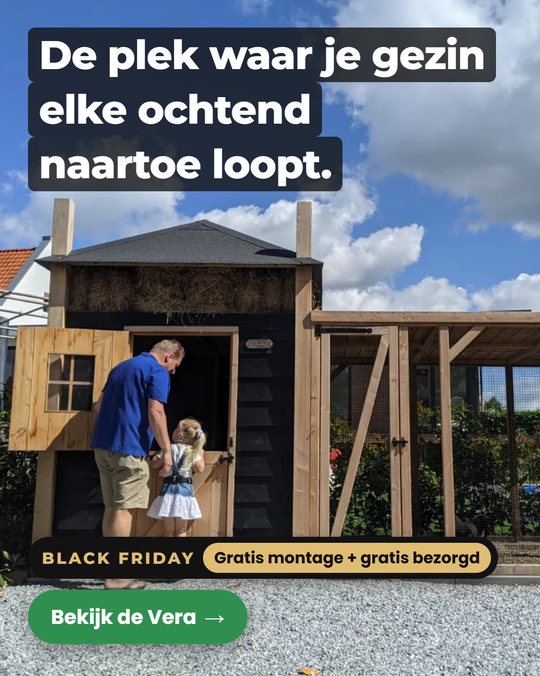 De plek waar je gezin
elke ochtend
naartoe loopt.
BLACK FRIDAY Gratis montage + gratis bezorgd
Bekijk de Vera →